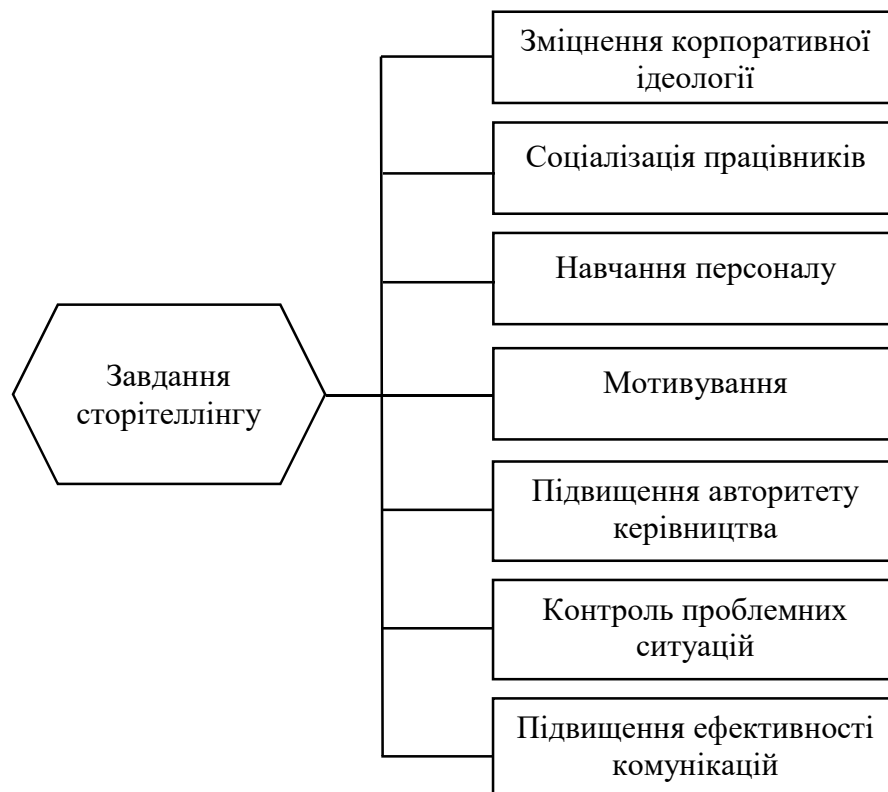 Зміцнення корпоративної
ідеології
Соціалізація працівників
Навчання персоналу
Завдання
сторітеллінгу
Мотивування
Підвищення авторитету
керівництва
Контроль проблемних
ситуацій
Підвищення ефективності
комунікацій